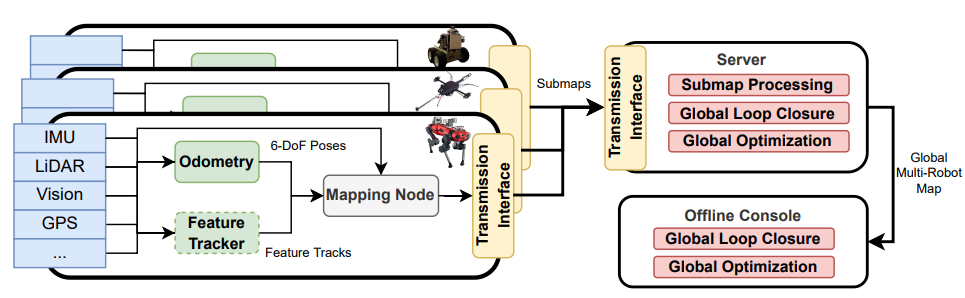 IMU
LiDAR
Vision
GPS
...
Odometry
Feature
Tracker
6-DoF Poses
Feature Tracks
Mapping Node
Transmission
Interface
Submaps
Transmission
Interface
Server
Submap Processing
Global Loop Closure
Global Optimization
Global
Multi-Robot
Map
Offline Console
Global Loop Closure
Global Optimization